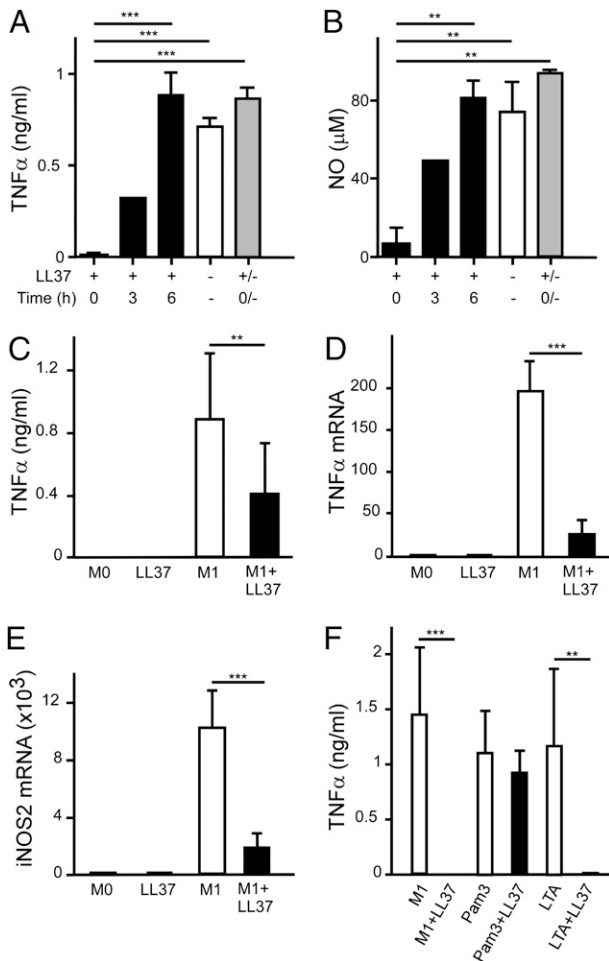 A
***
***
***
TNFα (ng/ml)
1
0.5
0
LL37 + + + - +/-
Time (h) 0 3 6 - 0/-
B
**
**
**
NO (μM)
80
40
0
+ + + - +/-
0 3 6 - 0/-
C
**
TNFα (ng/ml)
1.2
0.8
0.4
0
M0 LL37 M1 M1+
LL37
D
***
TNFα mRNA
200
150
100
50
0
M0 LL37 M1 M1+
LL37
E
***
iNOS2 mRNA (x10³)
12
8
4
0
M0 LL37 M1 M1+
LL37
F
***
**
TNFα (ng/ml)
2
1.5
1
0.5
0
M1
M1+LL37
Pam3
Pam3+LL37
LTA
LTA+LL37